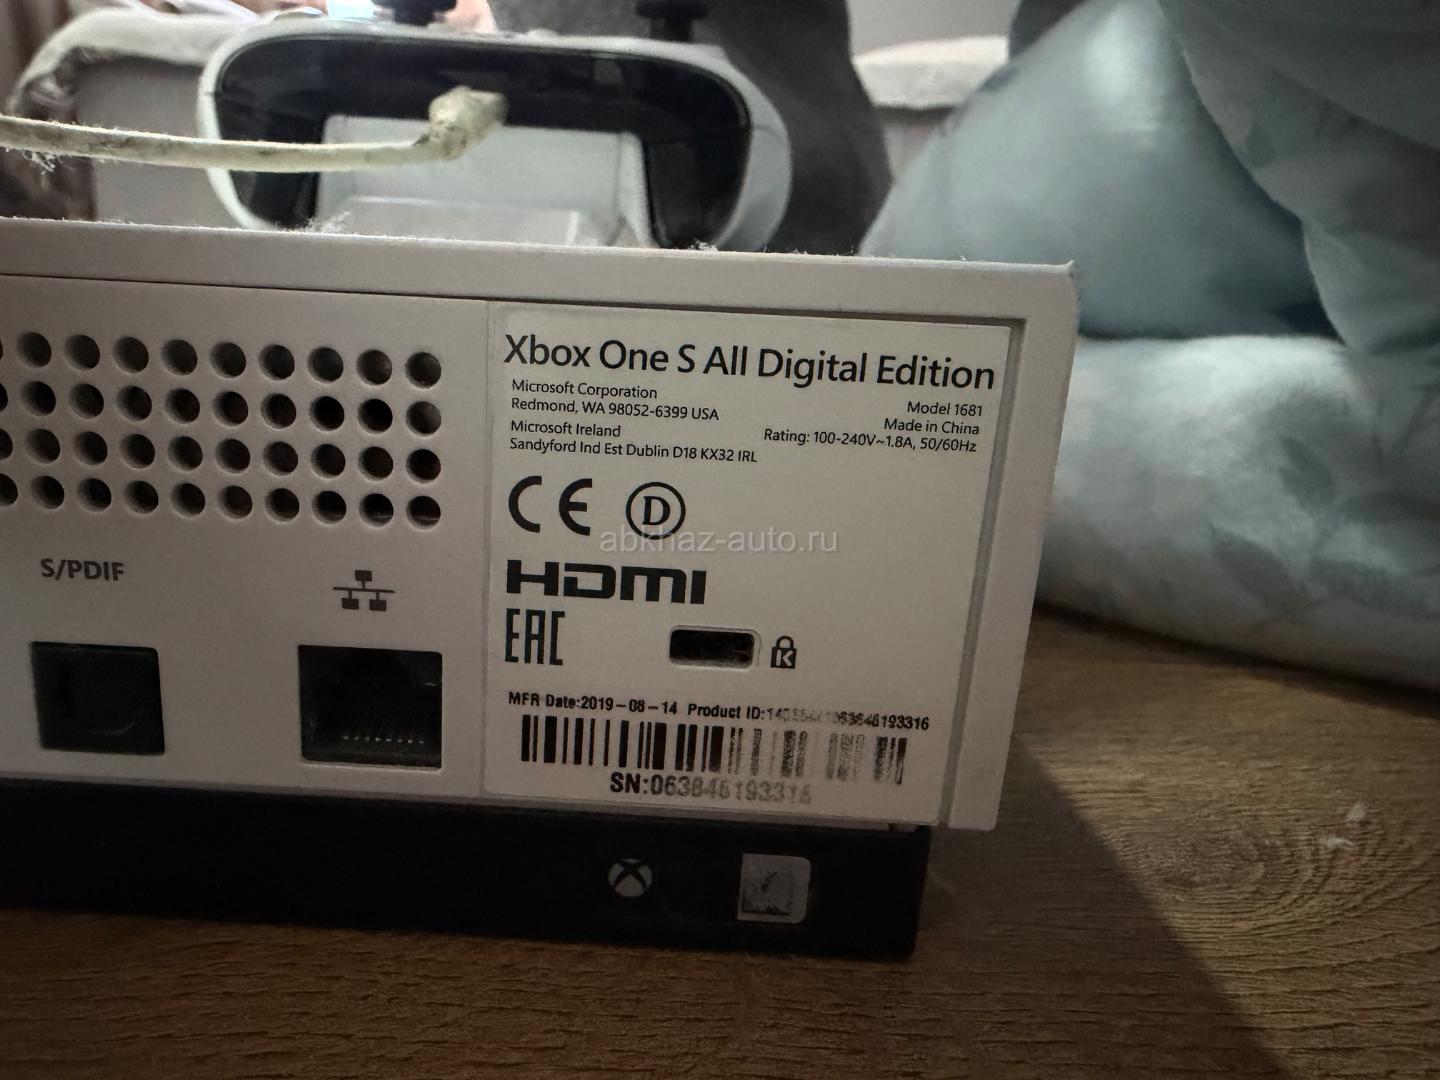 Xbox One S All Digital Edition
Microsoft Corporation
Redmond, WA 98052-6399 USA
Microsoft Ireland
Sandyford Ind Est Dublin D18 KX32 IRL
Model 1681
Made in China
Rating: 100-240V~1.8A, 50/60Hz
CE D
abkhaz-auto.ru
HDMI
EAC
K
S/PDIF
MFR Date:2019-08-14 Product ID:
SN:063846193316